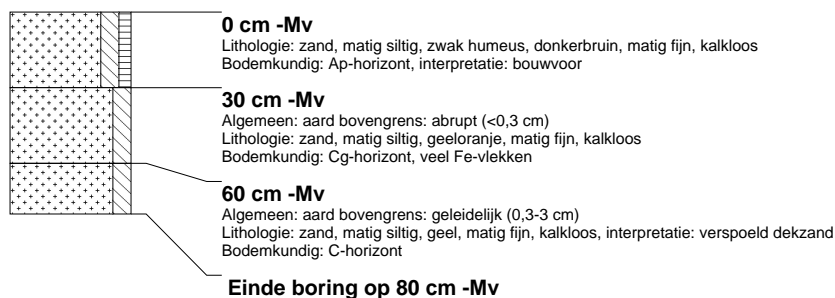 0 cm -Mv
Lithologie: zand, matig siltig, zwak humeus, donkerbruin, matig fijn, kalkloos
Bodemkundig: Ap-horizont, interpretatie: bouwvoor
30 cm -Mv
Algemeen: aard bovengrens: abrupt (<0,3 cm)
Lithologie: zand, matig siltig, geeloranje, matig fijn, kalkloos
Bodemkundig: Cg-horizont, veel Fe-vlekken
60 cm -Mv
Algemeen: aard bovengrens: geleidelijk (0,3-3 cm)
Lithologie: zand, matig siltig, geel, matig fijn, kalkloos, interpretatie: verspoeld dekzand
Bodemkundig: C-horizont
Einde boring op 80 cm -Mv